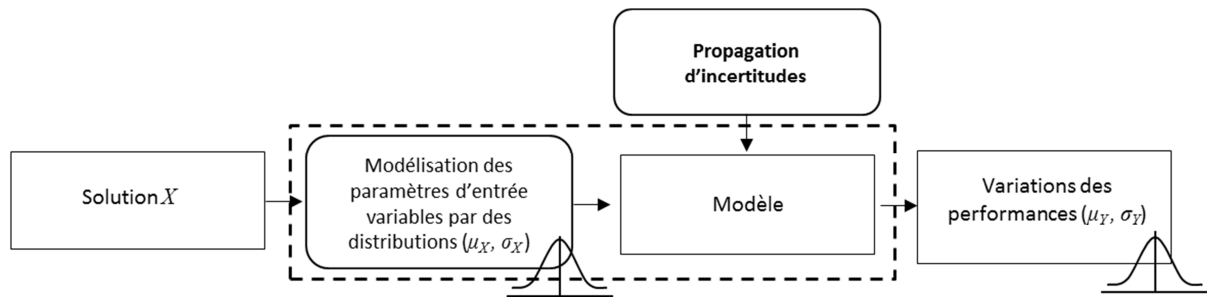 Propagation
d'incertitudes
Solution X
Modélisation des
paramètres d'entrée
variables par des
distributions (μX, σX)
Modèle
Variations des
performances (μY, σY)